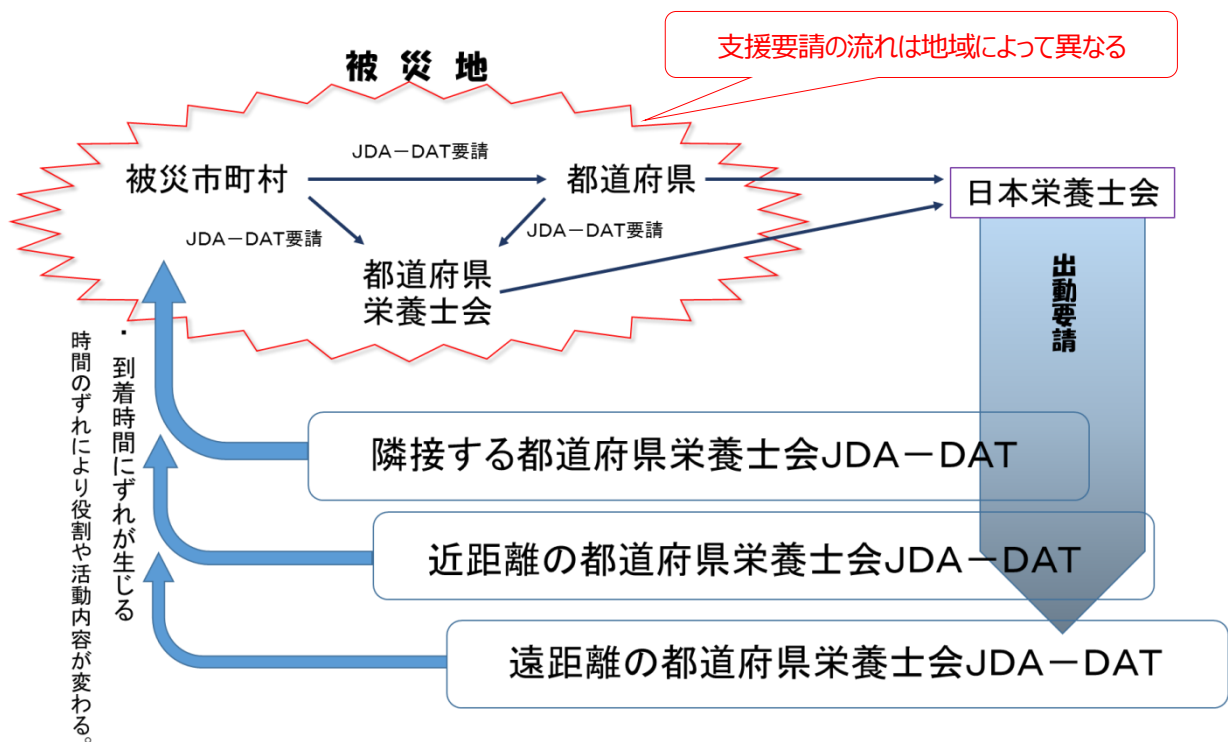 支援要請の流れは地域によって異なる
被災地
JDA－DAT要請
被災市町村
都道府県
日本栄養士会
JDA－DAT要請
JDA－DAT要請
都道府県
栄養士会
出動要請
・到着時間にずれが生じる
時間のずれにより役割や活動内容が変わる。
隣接する都道府県栄養士会JDA－DAT
近距離の都道府県栄養士会JDA－DAT
遠距離の都道府県栄養士会JDA－DAT